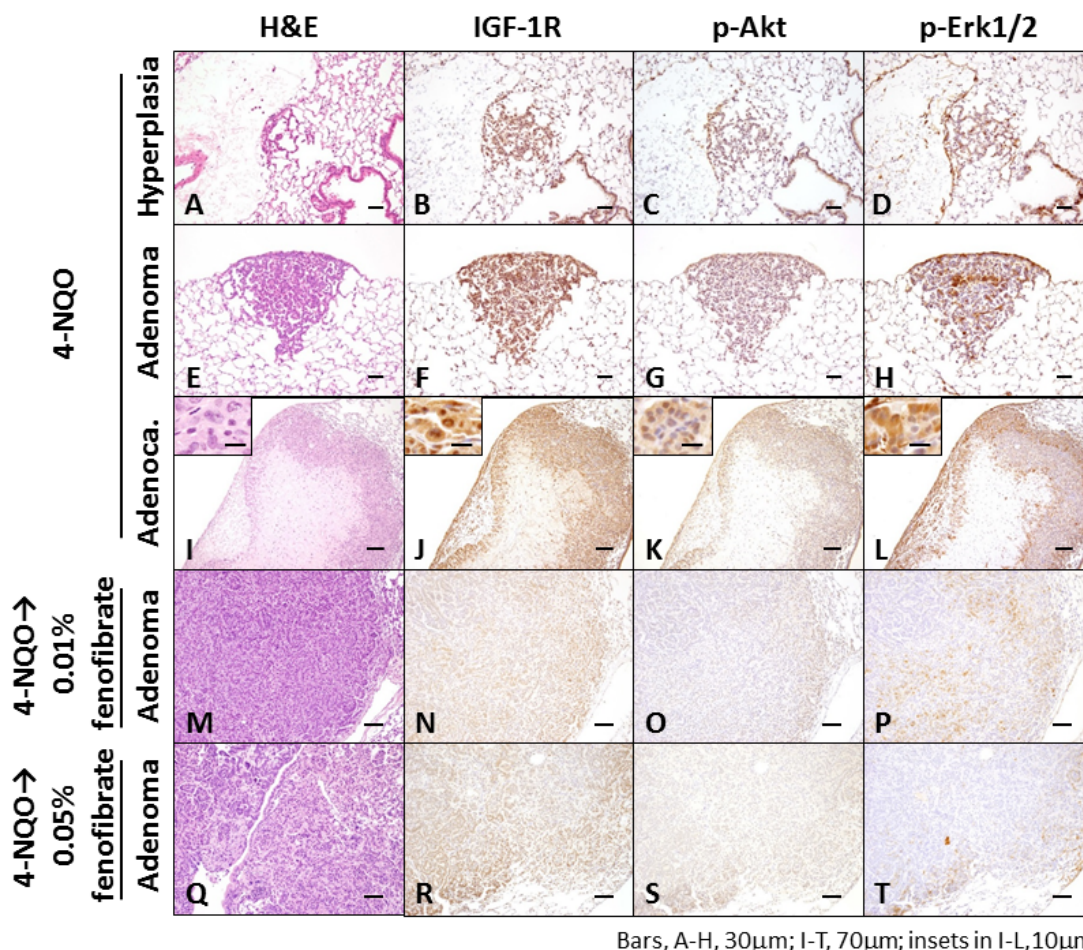 H&E IGF-1R p-Akt p-Erk1/2
4-NQO
Hyperplasia
A B C D
Adenoma
E F G H
Adenoca.
I J K L
4-NQO→
0.01%
fenofibrate
Adenoma
M N O P
4-NQO→
0.05%
fenofibrate
Adenoma
Q R S T
Bars, A-H, 30μm; I-T, 70μm; insets in I-L,10μm